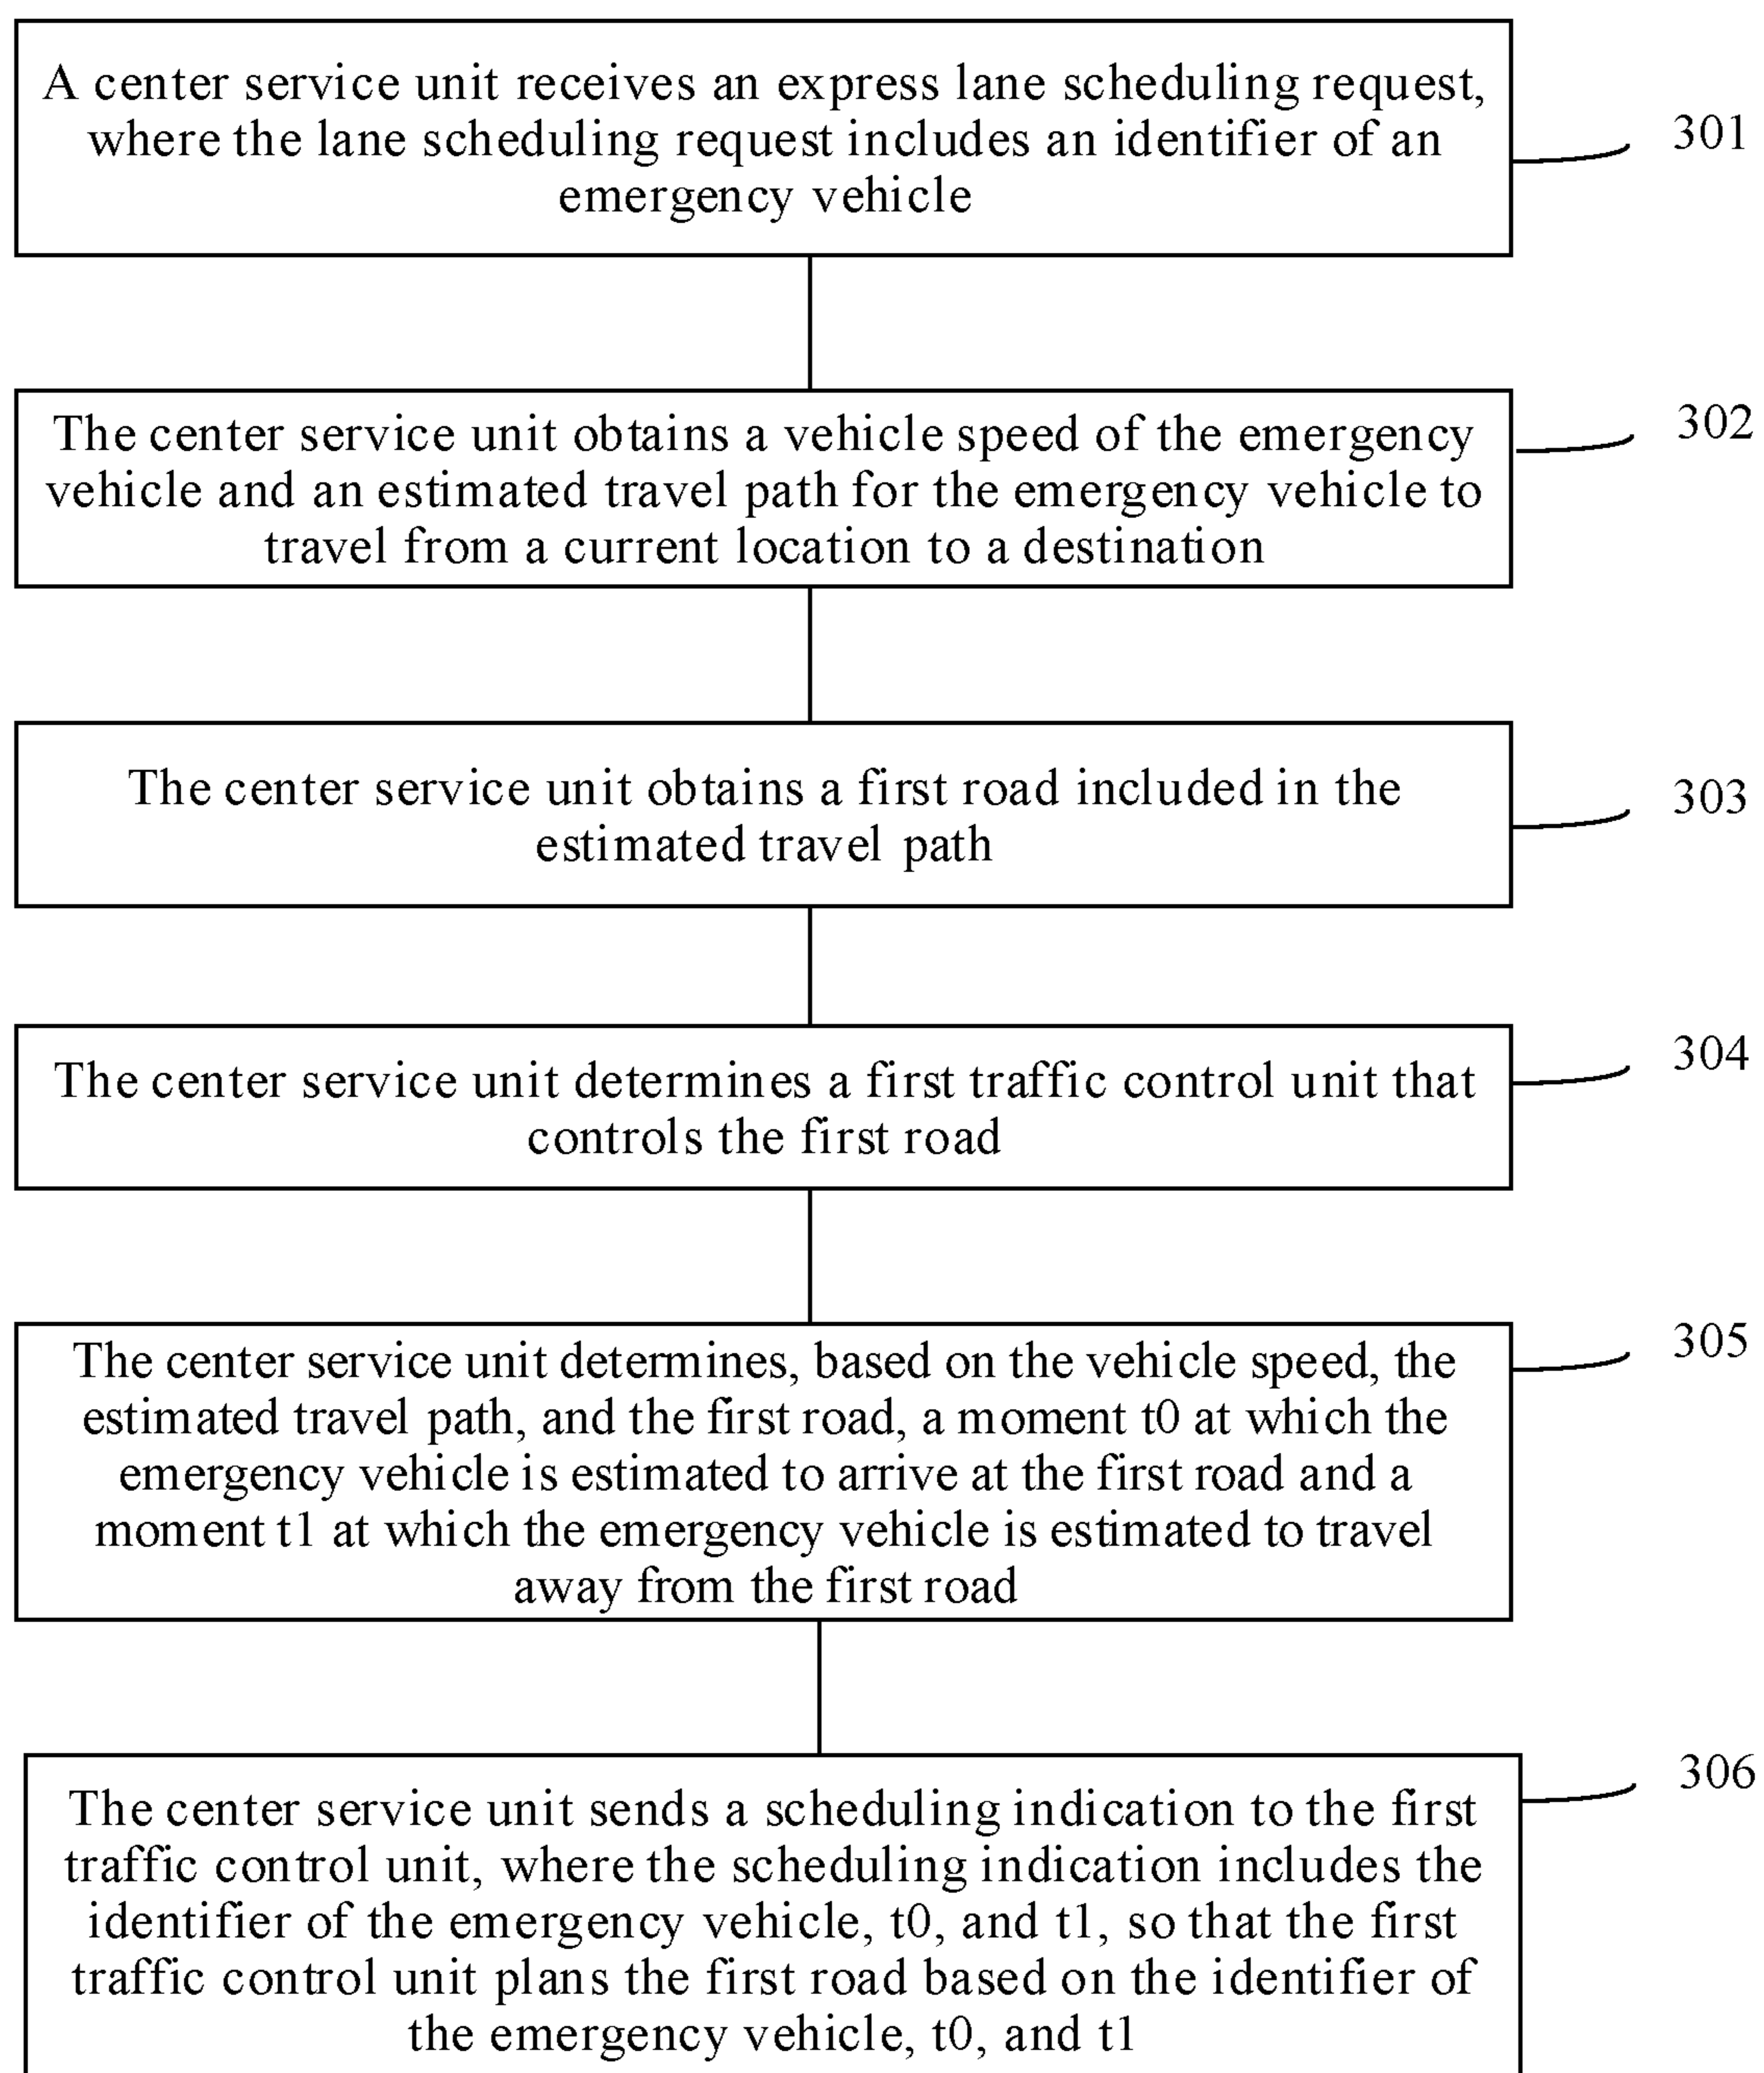 A center service unit receives an express lane scheduling request,
where the lane scheduling request includes an identifier of an
emergency vehicle
301
The center service unit obtains a vehicle speed of the emergency
vehicle and an estimated travel path for the emergency vehicle to
travel from a current location to a destination
302
The center service unit obtains a first road included in the
estimated travel path
303
The center service unit determines a first traffic control unit that
controls the first road
304
The center service unit determines, based on the vehicle speed, the
estimated travel path, and the first road, a moment t0 at which the
emergency vehicle is estimated to arrive at the first road and a
moment t1 at which the emergency vehicle is estimated to travel
away from the first road
305
The center service unit sends a scheduling indication to the first
traffic control unit, where the scheduling indication includes the
identifier of the emergency vehicle, t0, and t1, so that the first
traffic control unit plans the first road based on the identifier of
the emergency vehicle, t0, and t1
306